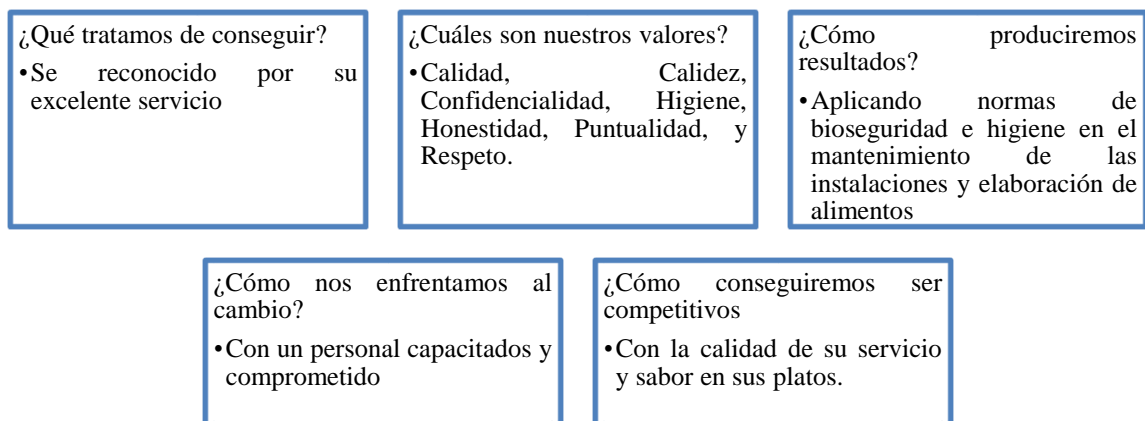 ¿Qué tratamos de conseguir?
•Se reconocido por su
excelente servicio
¿Cuáles son nuestros valores?
•Calidad, Calidez,
Confidencialidad, Higiene,
Honestidad, Puntualidad, y
Respeto.
¿Cómo produciremos
resultados?
•Aplicando normas de
bioseguridad e higiene en el
mantenimiento de las
instalaciones y elaboración de
alimentos
¿Cómo nos enfrentamos al
cambio?
•Con un personal capacitados y
comprometido
¿Cómo conseguiremos ser
competitivos
•Con la calidad de su servicio
y sabor en sus platos.